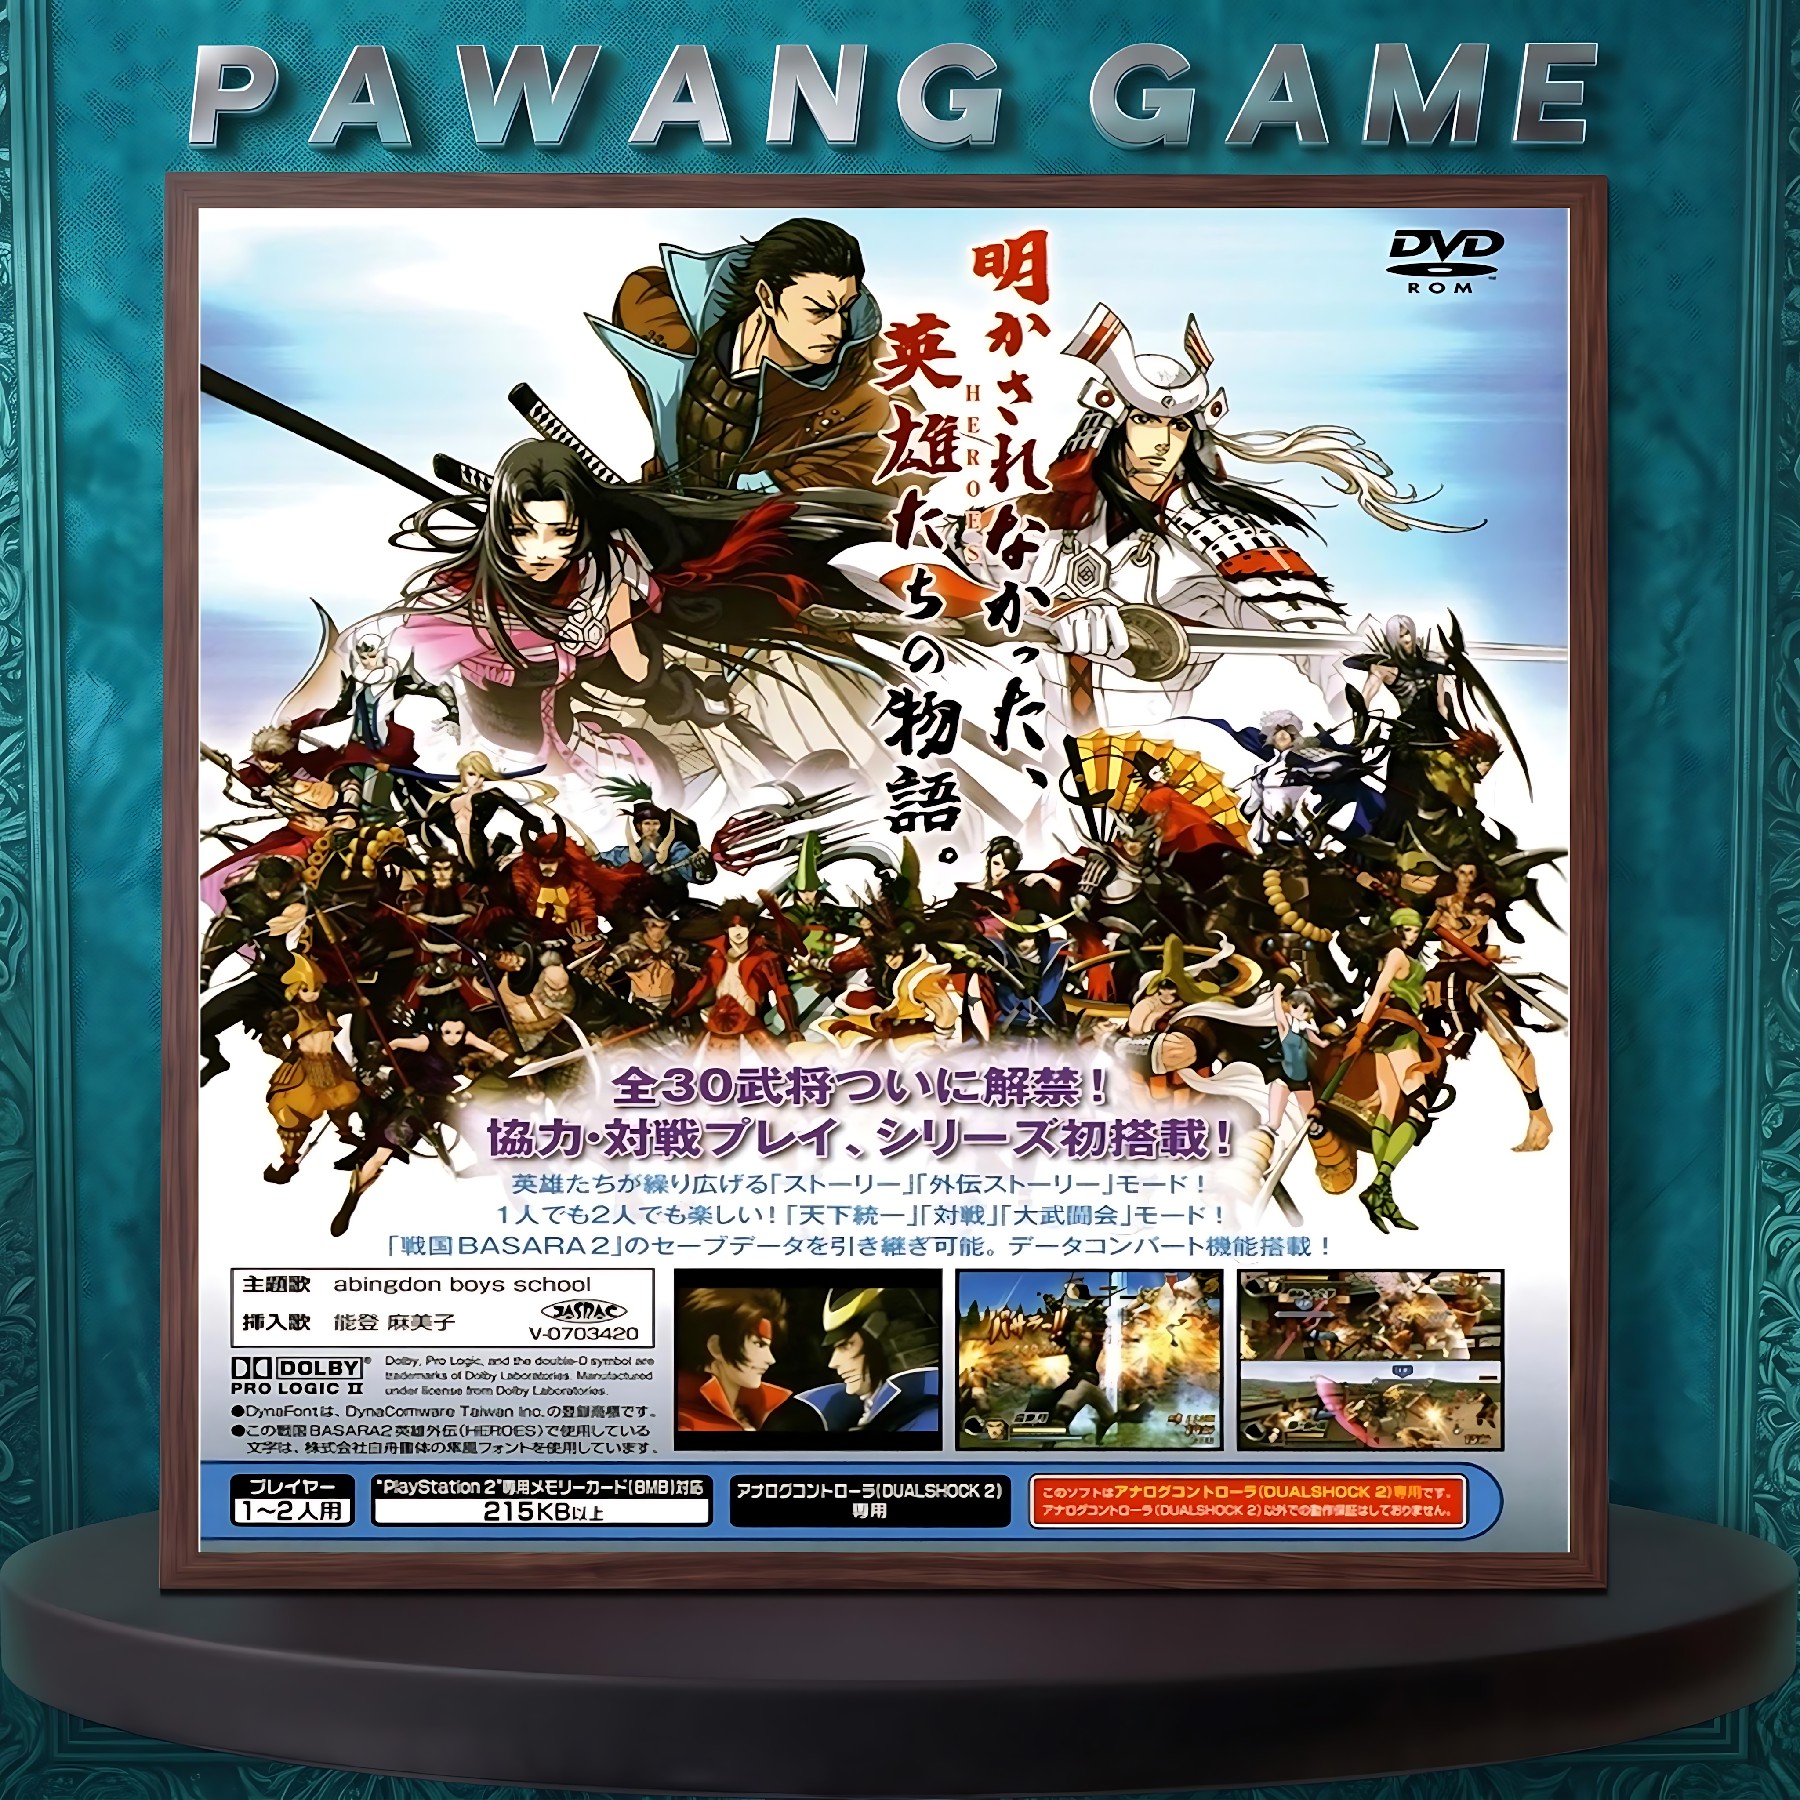 PAWANG GAME
DVD
ROM
明かされなかった、
英雄たちの物語。
HEROES
全30武将ついに解禁！
協力・対戦プレイ、シリーズ初搭載！
英雄たちが繰り広げる「ストーリー」「外伝ストーリー」モード！
1人でも2人でも楽しい！「天下統一」「対戦」「大武闘会」モード！
「戦国BASARA2」のセーブデータを引き継ぎ可能。データコンバート機能搭載！
主題歌 abingdon boys school
挿入歌 能登 麻美子
JASRAC
V-0703420
DOLBY
PRO LOGIC II
Dolby, Pro Logic, and the double-D symbol are
trademarks of Dolby Laboratories. Manufactured
under license from Dolby Laboratories.
●DynaFontは、DynaComware Taiwan Inc.の登録商標です。
●この戦国BASARA2英雄外伝(HEROES)で使用している
文字は、株式会社白舟書体の隼風フォントを使用しています。
バサラ
プレイヤー
1〜2人用
"PlayStation 2"専用メモリーカード(8MB)対応
215KB以上
アナログコントローラ(DUALSHOCK 2)
専用
このソフトはアナログコントローラ(DUALSHOCK 2)専用です。
アナログコントローラ(DUALSHOCK 2)以外での動作保証はしておりません。